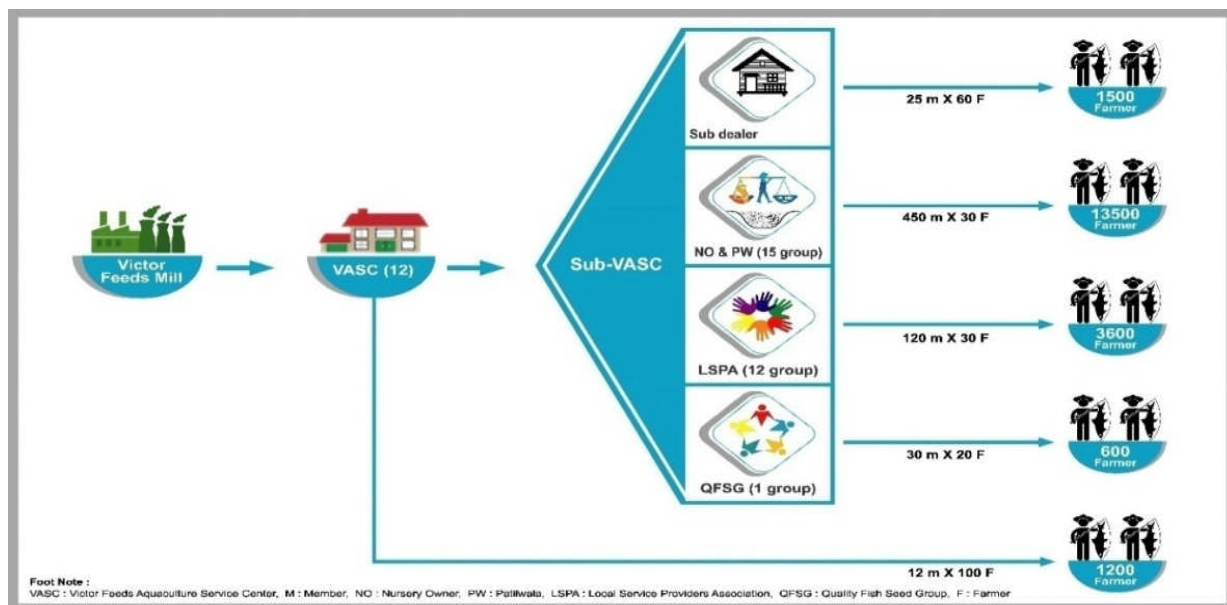 Victor
Feeds Mill
VASC (12)
Sub-VASC
Sub dealer
NO & PW (15 group)
LSPA (12 group)
QFSG (1 group)
25 m X 60 F
1500
Farmer
450 m X 30 F
13500
Farmer
120 m X 30 F
3600
Farmer
30 m X 20 F
600
Farmer
12 m X 100 F
1200
Farmer
Foot Note :
VASC : Victor Feeds Aquaculture Service Center, M : Member, NO : Nursery Owner, PW : Patilwala, LSPA : Local Service Providers Association, QFSG : Quality Fish Seed Group, F : Farmer